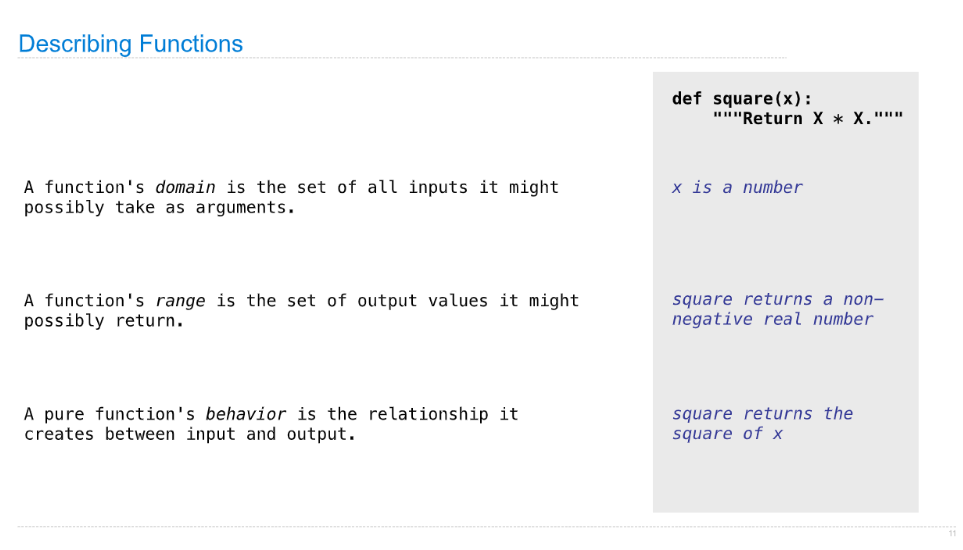 Describing Functions
def square(x):
    """Return X * X."""
A function's domain is the set of all inputs it might
possibly take as arguments.
x is a number
A function's range is the set of output values it might
possibly return.
square returns a non-
negative real number
A pure function's behavior is the relationship it
creates between input and output.
square returns the
square of x
11